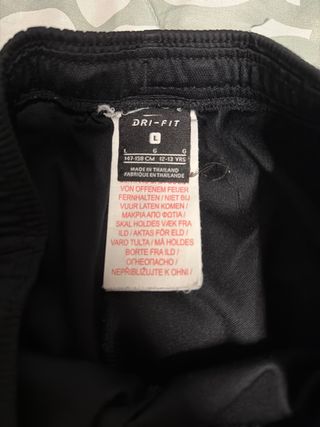 DRI-FIT
L
L G G
147-158 CM 12-13 YRS
MADE IN THAILAND
FABRIQUÉ EN THAÏLANDE
VON OFFENEM FEUER
FERNHALTEN / NIET BIJ
VUUR LATEN KOMEN /
ΜΑΚΡΙΑ ΑΠΟ ΦΩΤΙΑ /
SKAL HOLDES VÆK FRA
ILD / AKTAS FÖR ELD /
VARO TULTA / MÅ HOLDES
BORTE FRA ILD /
ОГНЕОПАСНО /
NEPŘIBLIŽUJTE K OHNI /